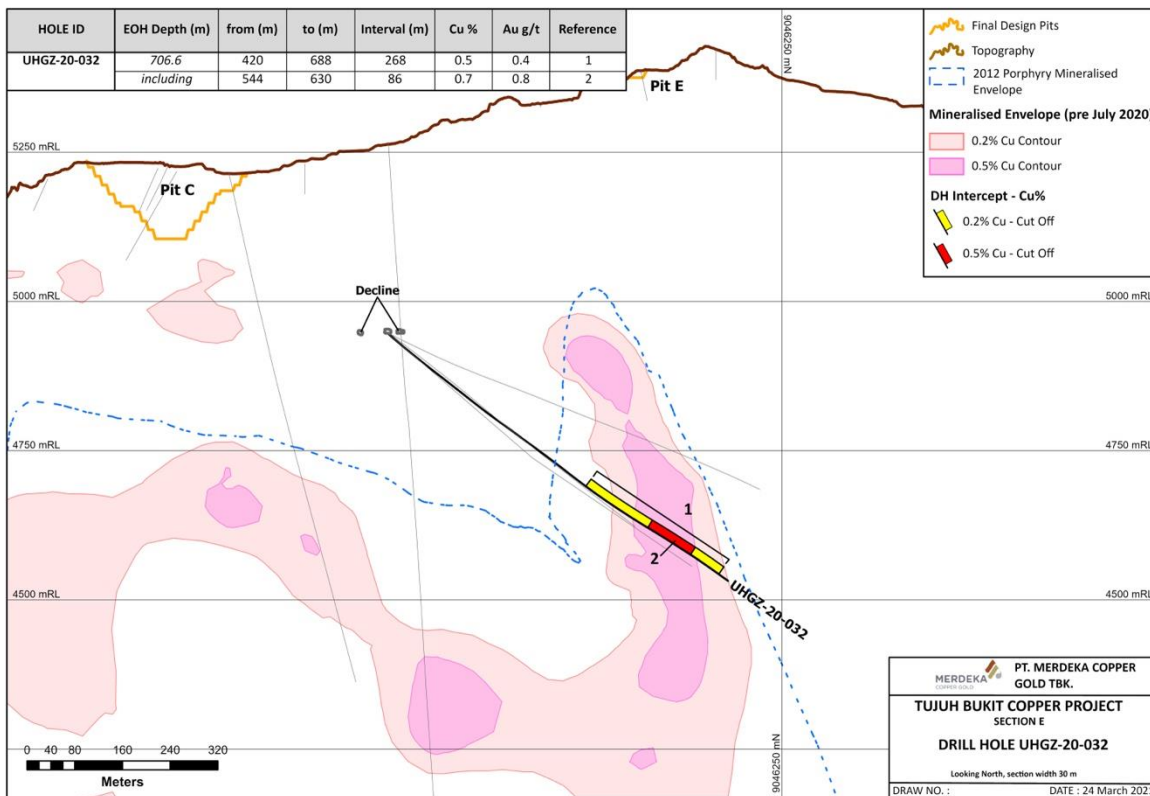 HOLE ID EOH Depth (m) from (m) to (m) Interval (m) Cu % Au g/t Reference
UHGZ-20-032 706.6 420 688 268 0.5 0.4 1
including 544 630 86 0.7 0.8 2
9046250 mN
Final Design Pits
Topography
2012 Porphyry Mineralised
Envelope
Mineralised Envelope (pre July 2020)
0.2% Cu Contour
0.5% Cu Contour
DH Intercept - Cu%
0.2% Cu - Cut Off
0.5% Cu - Cut Off
Pit E
5250 mRL
Pit C
Decline
5000 mRL 5000 mRL
4750 mRL 4750 mRL
1
2
UHGZ-20-032
4500 mRL 4500 mRL
9046250 mN
0 40 80 160 240 320
Meters
MERDEKA
COPPER GOLD
PT. MERDEKA COPPER
GOLD TBK.
TUJUH BUKIT COPPER PROJECT
SECTION E
DRILL HOLE UHGZ-20-032
Looking North, section width 30 m
DRAW NO. : DATE : 24 March 2021